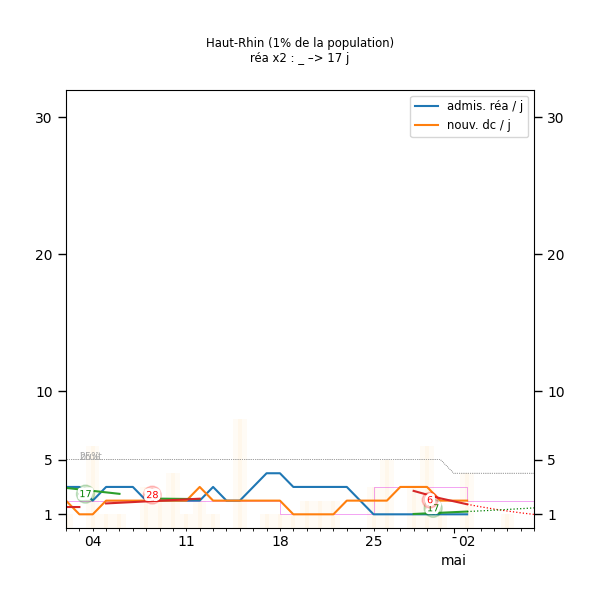 Haut-Rhin (1% de la population)
réa x2 : _ –> 17 j
admis. réa / j
nouv. dc / j
30 30
20 20
10 10
5 5
1 1
17
28
6
17
04 11 18 25 - 02
mai